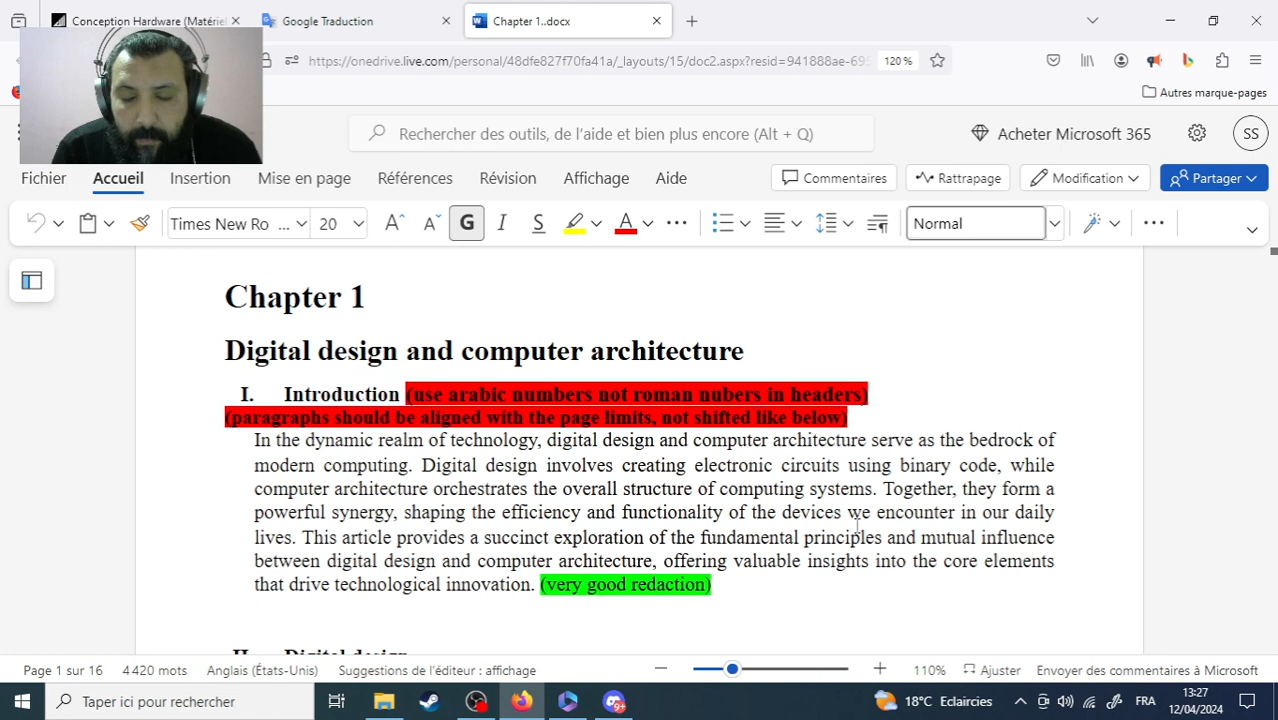 Conception Hardware (Matérie
Google Traduction
Chapter 1..docx
https://onedrive.live.com/personal/48dfe827f70fa41a/_layouts/15/doc2.aspx?resid=941888ae-695
120 %
Autres marque-pages
Rechercher des outils, de l'aide et bien plus encore (Alt + Q)
Acheter Microsoft 365
SS
Fichier Accueil Insertion Mise en page Références Révision Affichage Aide
Commentaires Rattrapage Modification Partager
Times New Ro ... 20 G I S A Normal
Chapter 1
Digital design and computer architecture
I. Introduction (use arabic numbers not roman nubers in headers)
(paragraphs should be aligned with the page limits, not shifted like below)
In the dynamic realm of technology, digital design and computer architecture serve as the bedrock of
modern computing. Digital design involves creating electronic circuits using binary code, while
computer architecture orchestrates the overall structure of computing systems. Together, they form a
powerful synergy, shaping the efficiency and functionality of the devices we encounter in our daily
lives. This article provides a succinct exploration of the fundamental principles and mutual influence
between digital design and computer architecture, offering valuable insights into the core elements
that drive technological innovation. (very good redaction)
II. Digital design
Page 1 sur 16 4 420 mots Anglais (États-Unis) Suggestions de l'éditeur : affichage 110% Ajuster Envoyer des commentaires à Microsoft
Taper ici pour rechercher
9+
18°C Eclaircies
FRA
13:27
12/04/2024